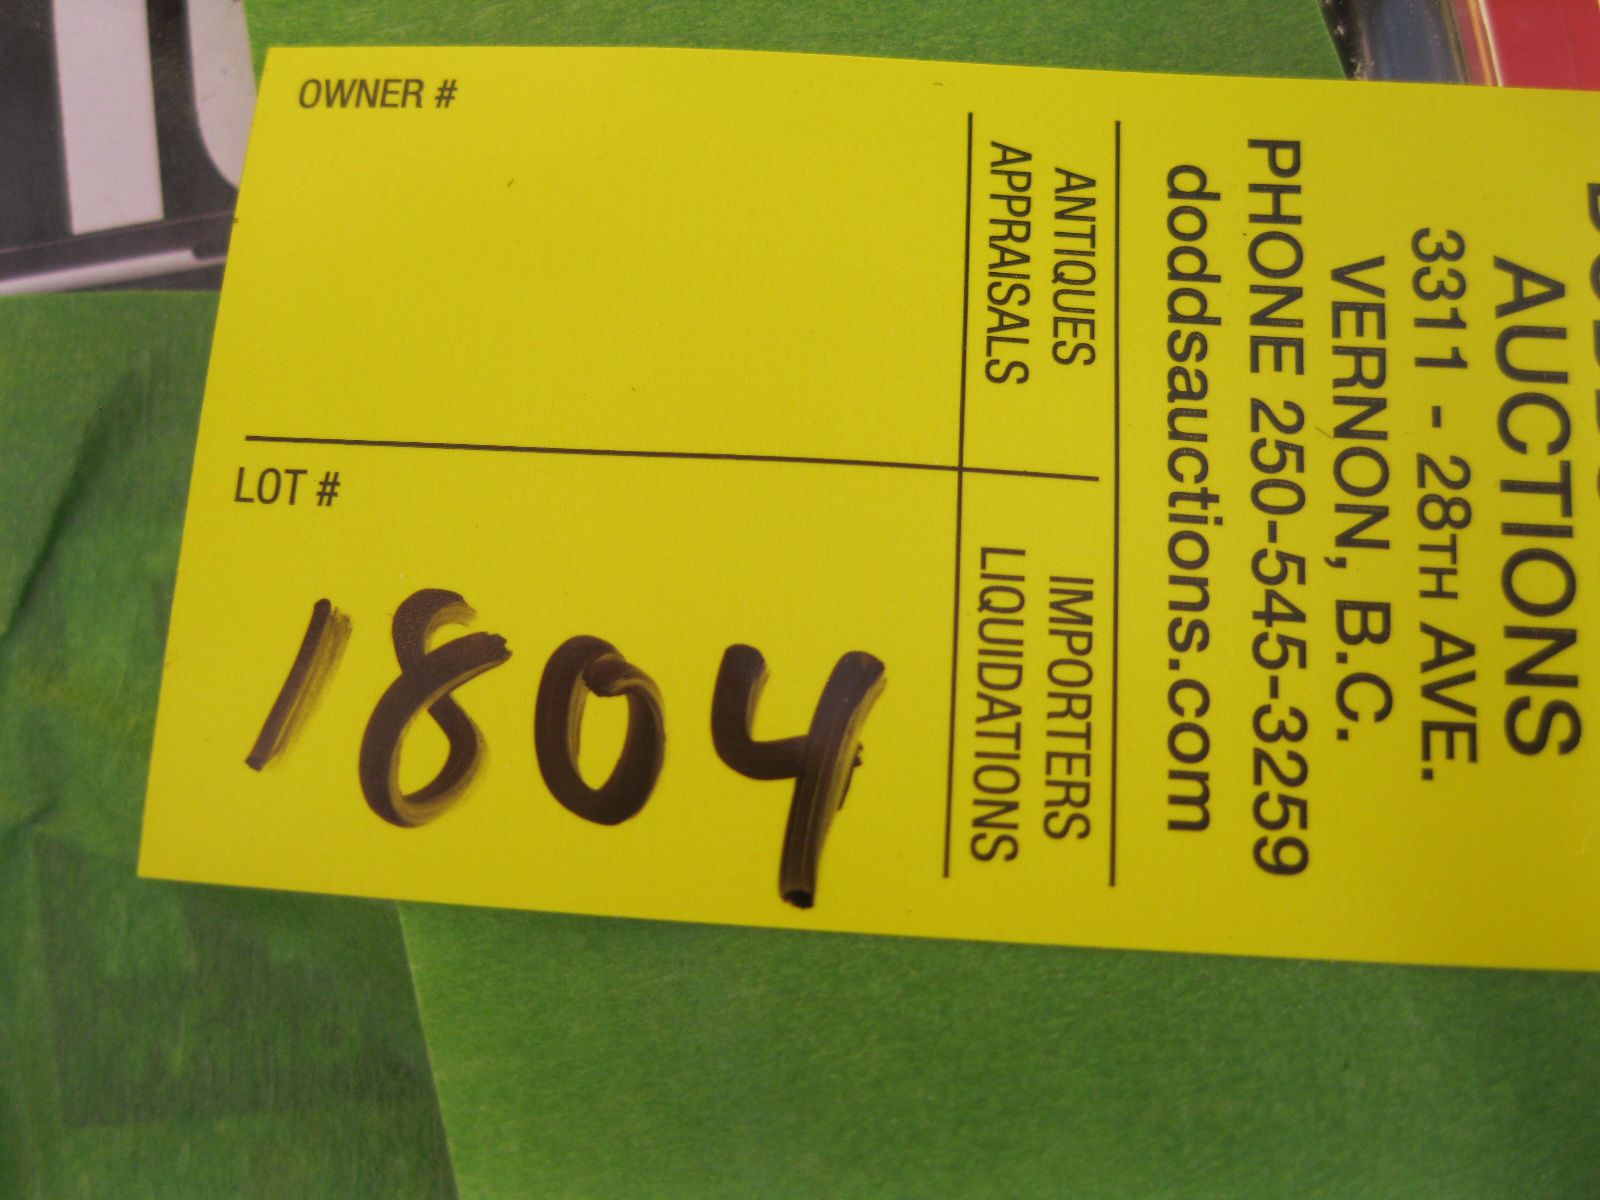 OWNER #
LOT #
1804
ANTIQUES
APPRAISALS
IMPORTERS
LIQUIDATIONS
AUCTIONS
3311 - 28TH AVE.
VERNON, B.C.
PHONE 250-545-3259
doddsauctions.com